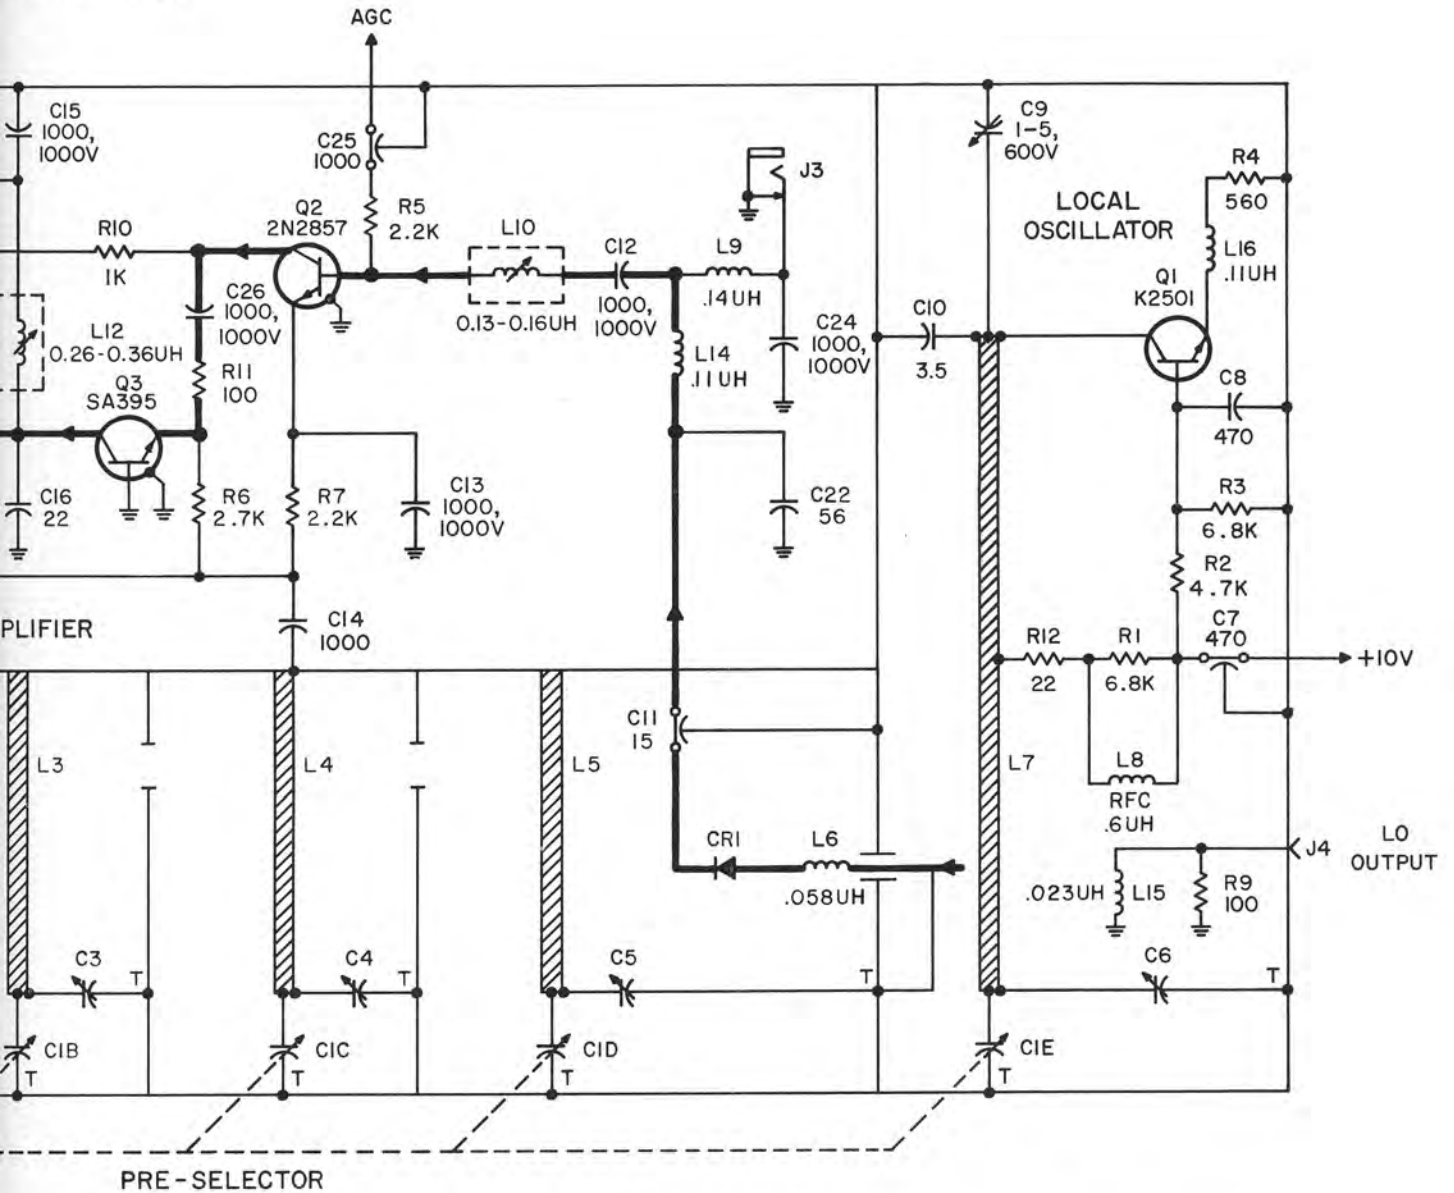 AGC
C15
1000,
1000V
C25
1000
C9
1-5,
600V
J3
R4
560
LOCAL
OSCILLATOR
Q2
2N2857
R5
2.2K
L10
C12
L9
R10
1K
L16
.11UH
Q1
K2501
C26
1000,
1000V
0.13-0.16UH
1000,
1000V
.14UH
C24
1000,
1000V
C10
3.5
L12
0.26-0.36UH
L14
.11UH
R11
100
Q3
SA395
C8
470
C16
22
R6
2.7K
R7
2.2K
C13
1000,
1000V
C22
56
R3
6.8K
R2
4.7K
PLIFIER
C14
1000
C7
470
R12
22
R1
6.8K
+10V
C11
15
L3
L4
L5
L7
L8
RFC
.6UH
CR1
L6
.058UH
J4
LO
OUTPUT
.023UH
L15
R9
100
C3
T
C4
T
C5
T
C6
T
C1B
T
C1C
T
C1D
C1E
T
PRE-SELECTOR